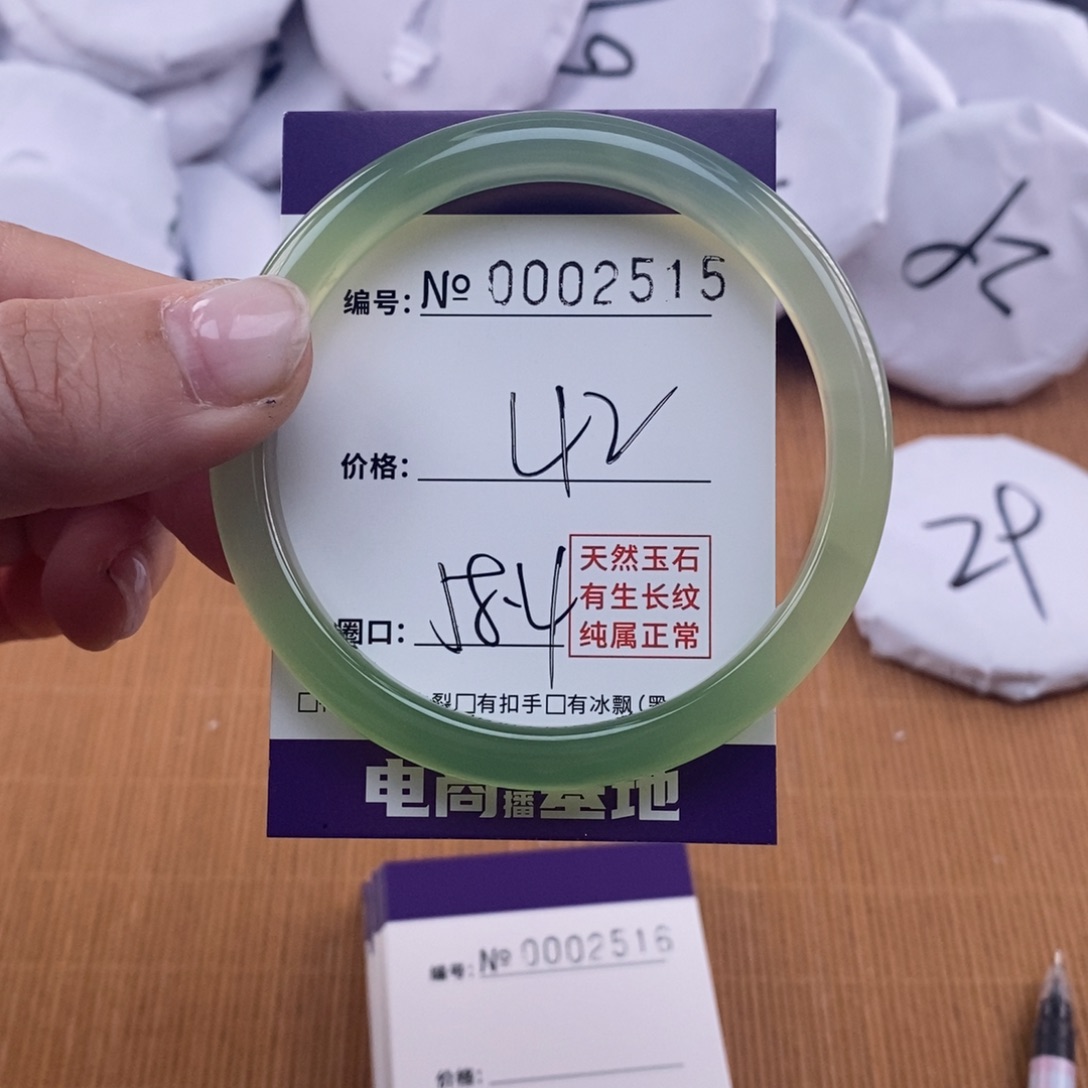 编号: № 0002515
价格: 42
圈口: 58.4
天然玉石
有生长纹
纯属正常
裂□有扣手□有冰飘(黑
电商播基地
29
编号: № 0002516
价格: